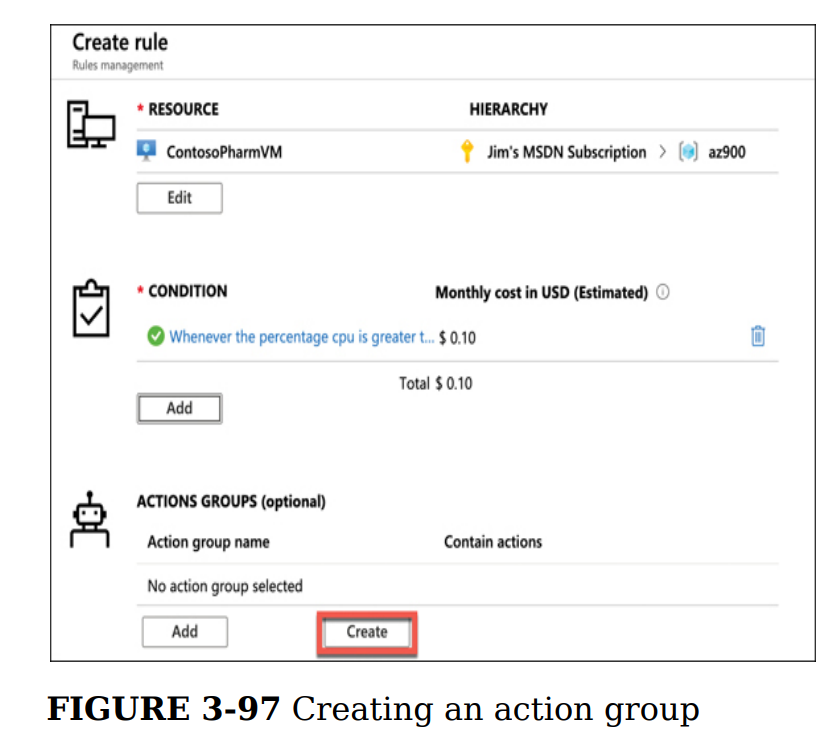 Create rule
Rules management
* RESOURCE HIERARCHY
ContosoPharmVM Jim's MSDN Subscription > az900
Edit
* CONDITION Monthly cost in USD (Estimated)
Whenever the percentage cpu is greater t... $ 0.10
Total $ 0.10
Add
ACTIONS GROUPS (optional)
Action group name Contain actions
No action group selected
Add Create
FIGURE 3-97 Creating an action group